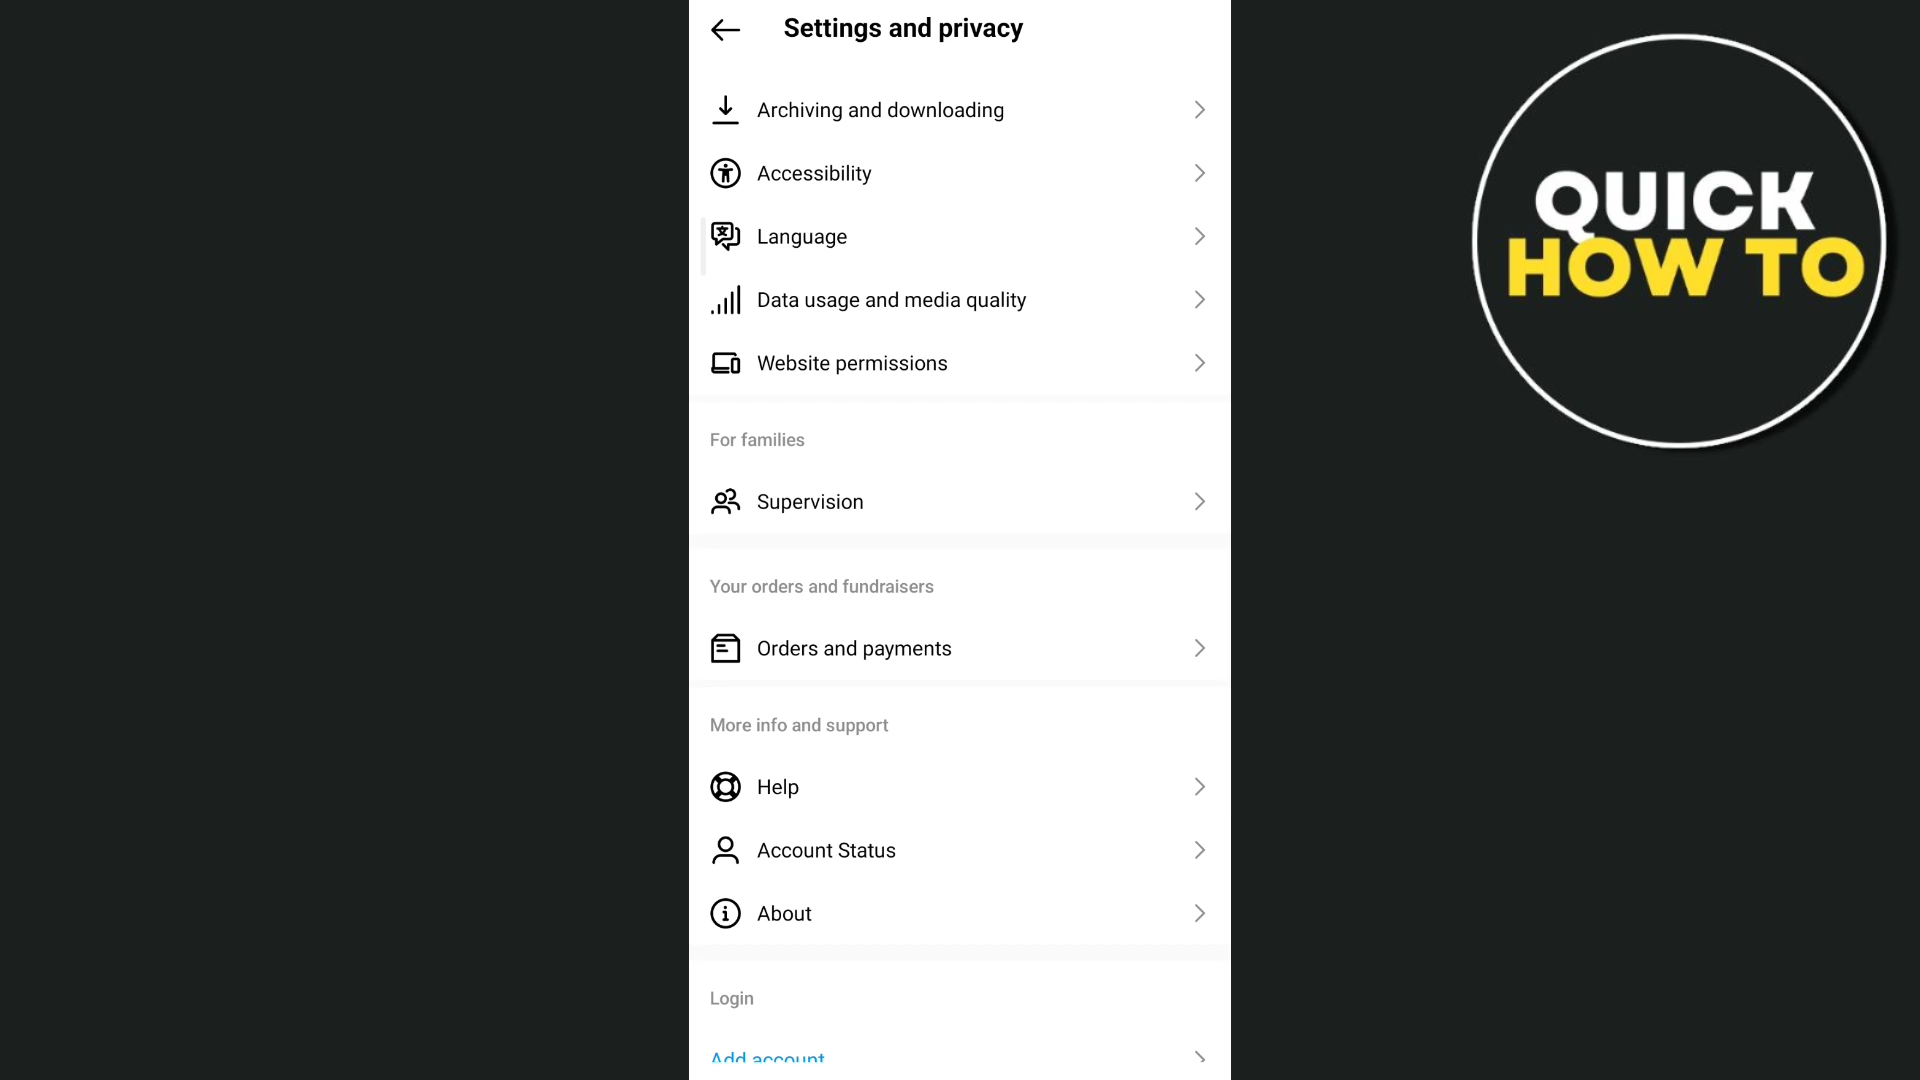 Settings and privacy
Archiving and downloading
Accessibility
Language
Data usage and media quality
Website permissions
For families
Supervision
Your orders and fundraisers
Orders and payments
More info and support
Help
Account Status
About
Login
Add account
QUICK
HOW TO